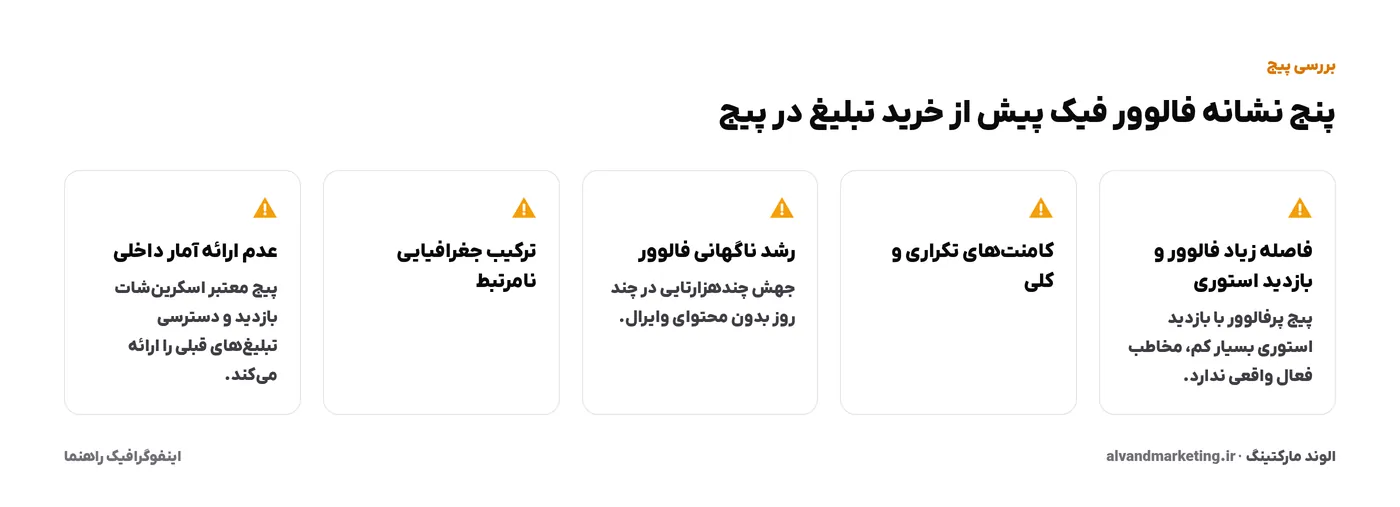 بررسی پیج
پنج نشانه فالوور فیک پیش از خرید تبلیغ در پیج
فاصله زیاد فالوور و
بازدید استوری
پیج پرفالوور با بازدید
استوری بسیار کم، مخاطب
فعال واقعی ندارد.
کامنت‌های تکراری و
کلی
رشد ناگهانی فالوور
جهش چندهزارتایی در چند
روز بدون محتوای وایرال.
ترکیب جغرافیایی
نامرتبط
عدم ارائه آمار داخلی
پیج معتبر اسکرین‌شات
بازدید و دسترسی
تبلیغ‌های قبلی را ارائه
می‌کند.
الوند مارکتینگ · alvandmarketing.ir
اینفوگرافیک راهنما